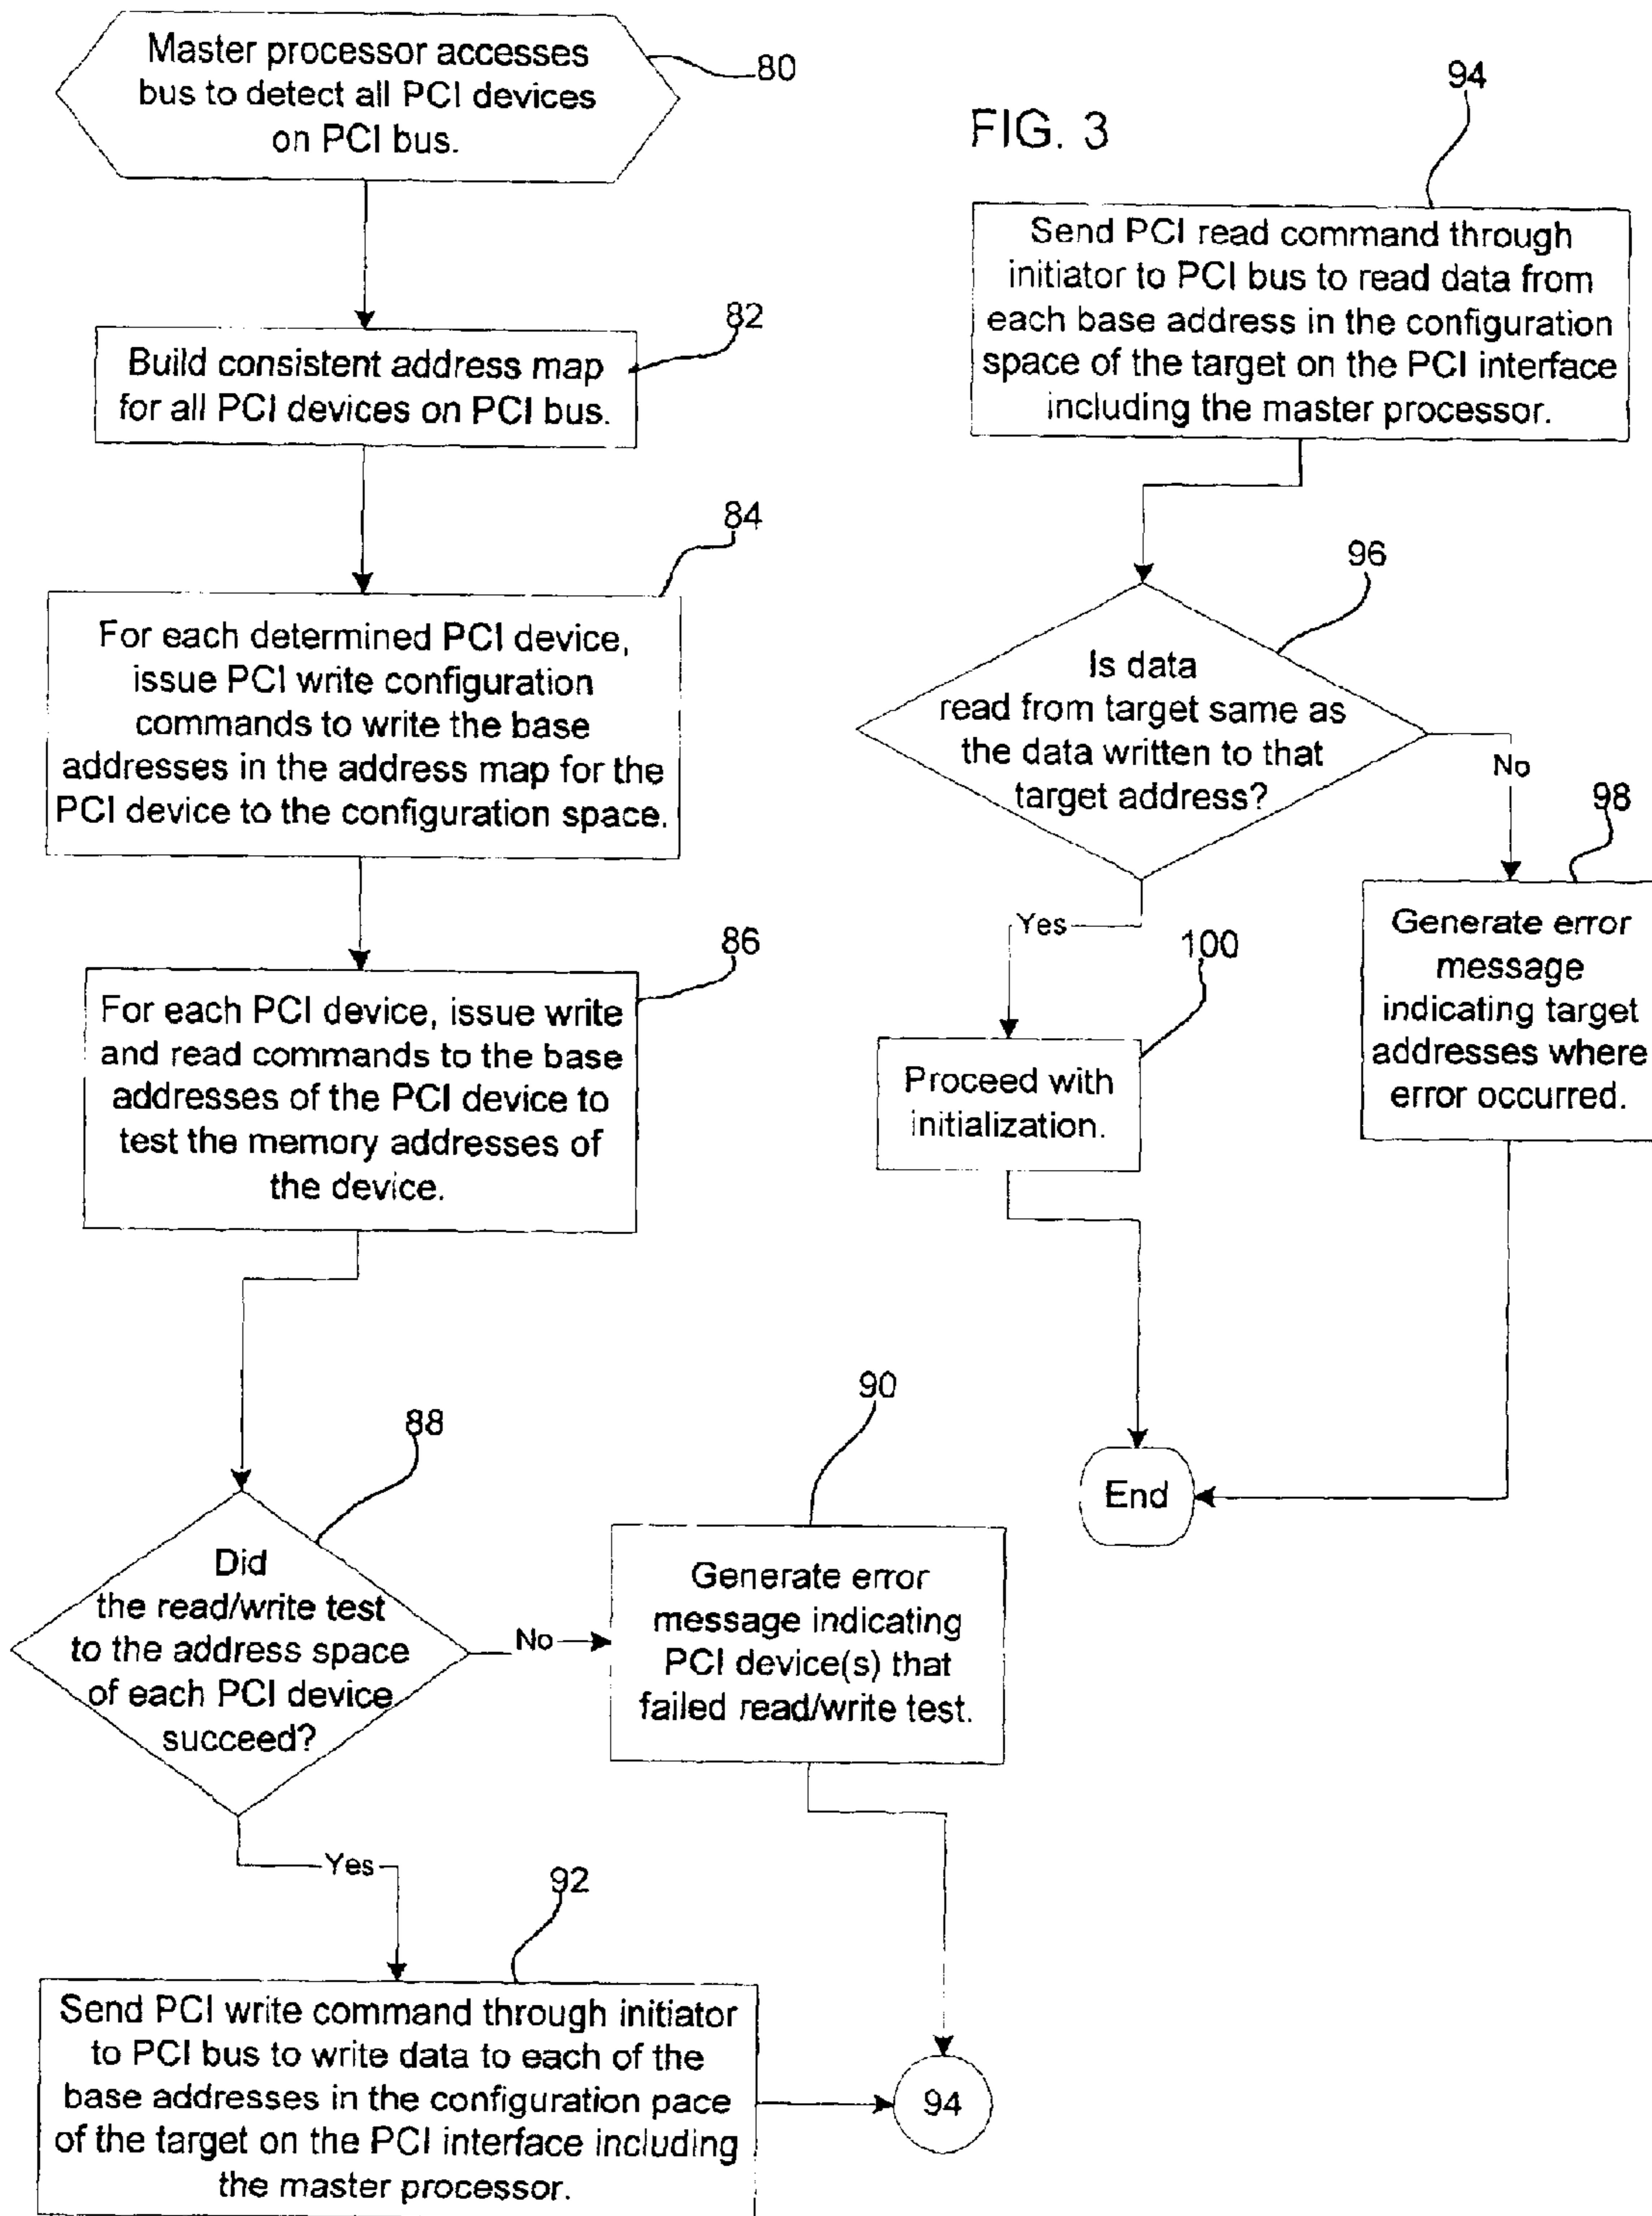 Master processor accesses
bus to detect all PCI devices
on PCI bus.
80
Build consistent address map
for all PCI devices on PCI bus.
82
For each determined PCI device,
issue PCI write configuration
commands to write the base
addresses in the address map for the
PCI device to the configuration space.
84
For each PCI device, issue write
and read commands to the base
addresses of the PCI device to
test the memory addresses of
the device.
86
Did
the read/write test
to the address space
of each PCI device
succeed?
88
No
Generate error
message indicating
PCI device(s) that
failed read/write test.
90
Yes
Send PCI write command through initiator
to PCI bus to write data to each of the
base addresses in the configuration pace
of the target on the PCI interface including
the master processor.
92
94
FIG. 3
94
Send PCI read command through
initiator to PCI bus to read data from
each base address in the configuration
space of the target on the PCI interface
including the master processor.
96
Is data
read from target same as
the data written to that
target address?
No
98
Generate error
message
indicating target
addresses where
error occurred.
Yes
100
Proceed with
initialization.
End